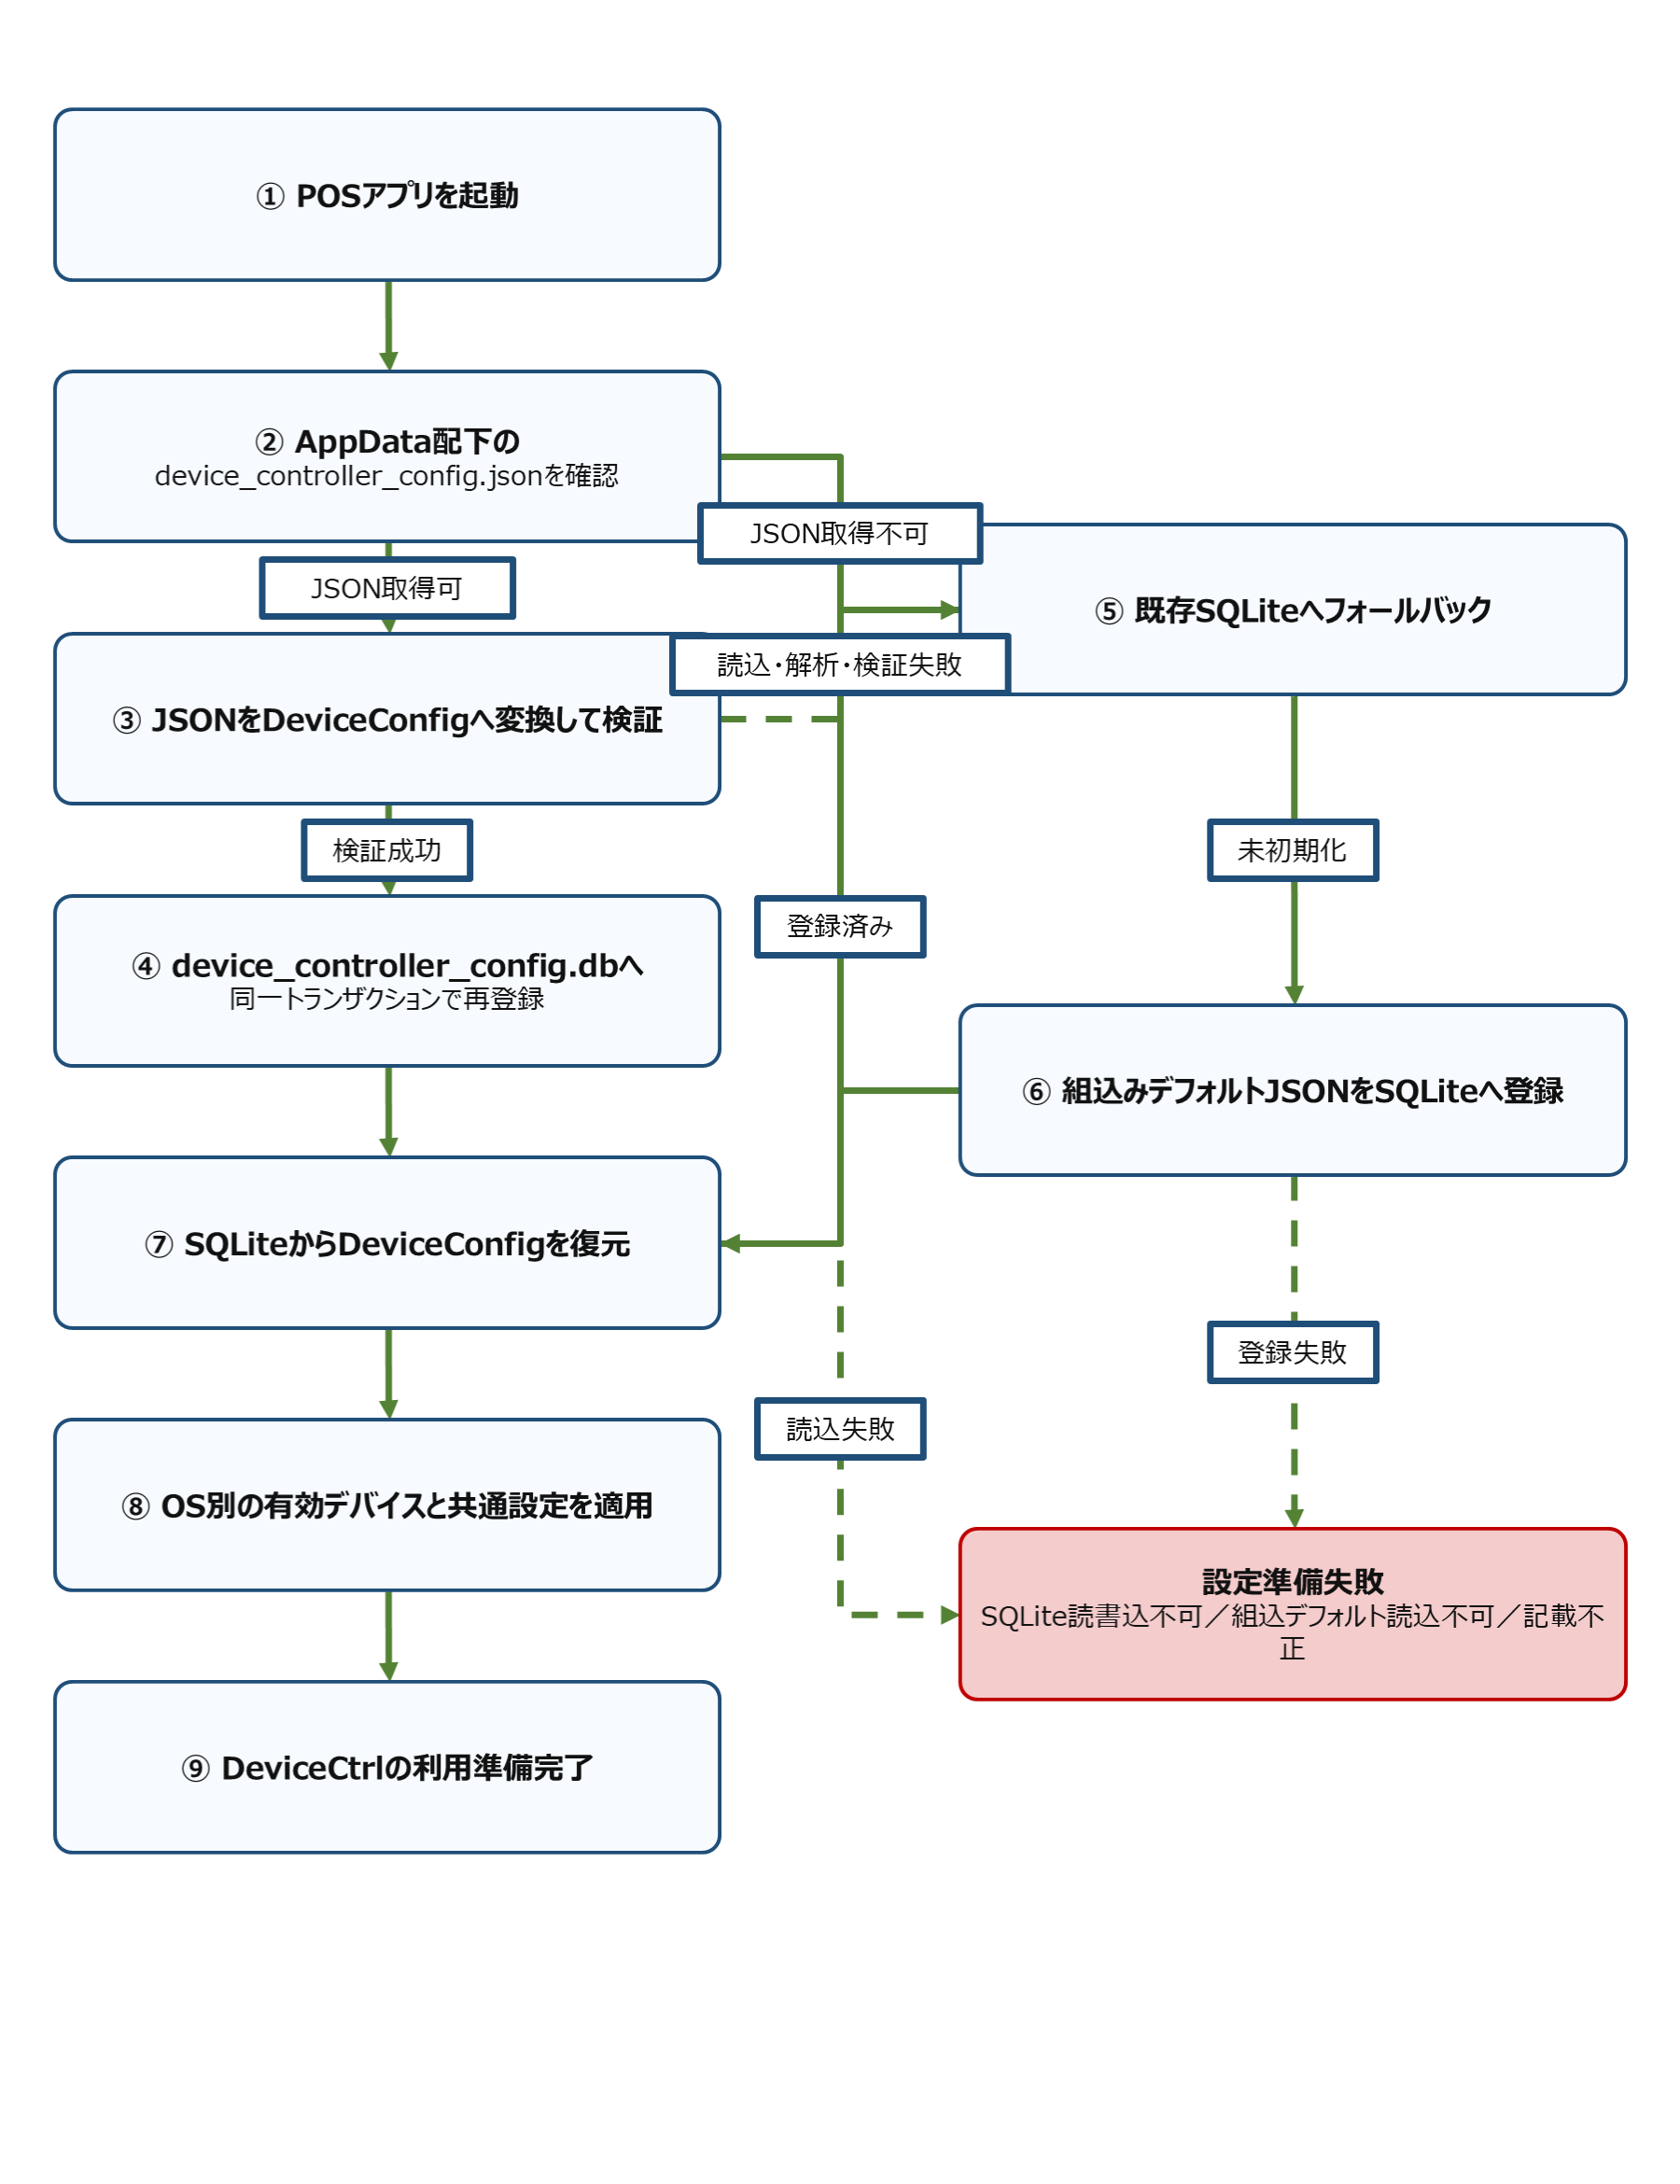 ① POSアプリを起動
② AppData配下の
device_controller_config.jsonを確認
JSON取得不可
JSON取得可
⑤ 既存SQLiteへフォールバック
読込・解析・検証失敗
③ JSONをDeviceConfigへ変換して検証
検証成功
未初期化
登録済み
④ device_controller_config.dbへ
同一トランザクションで再登録
⑥ 組込みデフォルトJSONをSQLiteへ登録
⑦ SQLiteからDeviceConfigを復元
登録失敗
読込失敗
⑧ OS別の有効デバイスと共通設定を適用
設定準備失敗
SQLite読書込不可／組込デフォルト読込不可／記載不
正
⑨ DeviceCtrlの利用準備完了